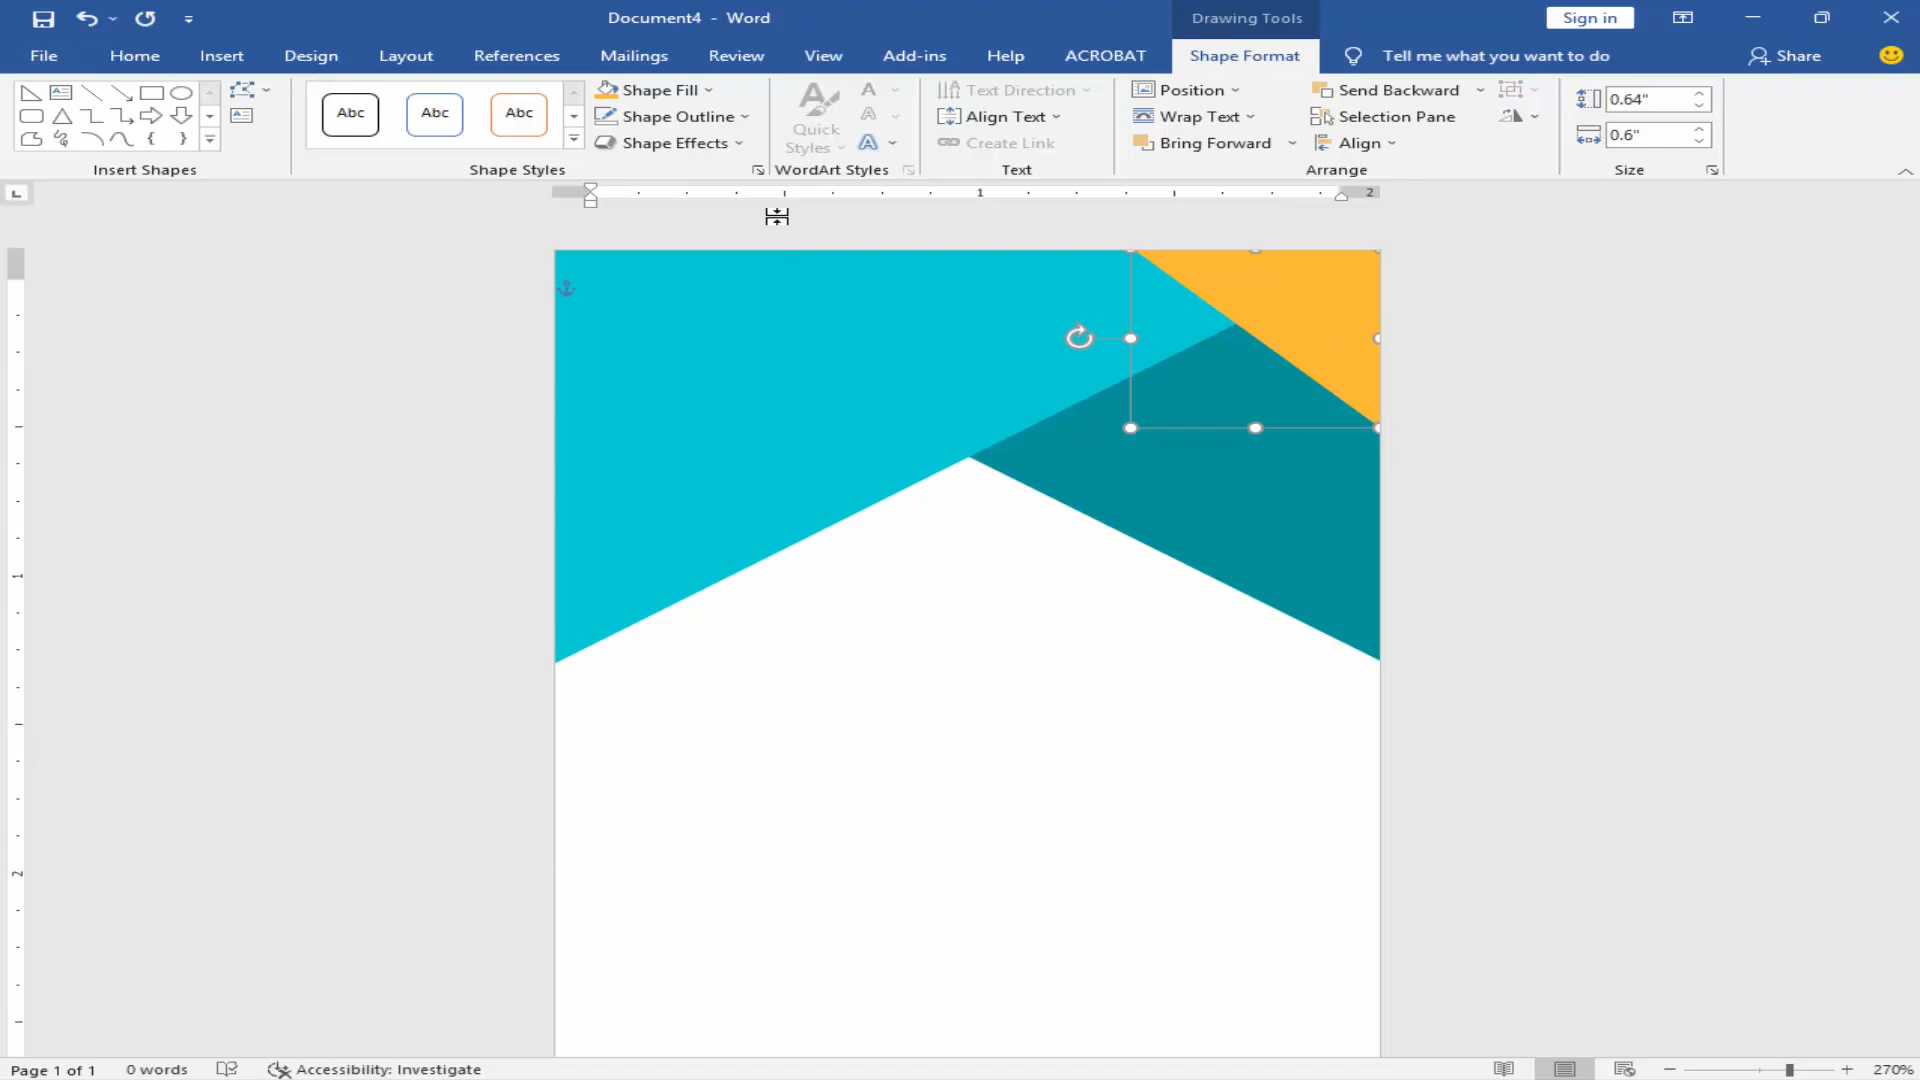 Document4 - Word
Drawing Tools
Sign in
File Home Insert Design Layout References Mailings Review View Add-ins Help ACROBAT Shape Format Tell me what you want to do Share
Abc Abc Abc
Shape Fill
Shape Outline
Shape Effects
Quick
Styles
Text Direction
Align Text
Create Link
Position
Wrap Text
Bring Forward
Send Backward
Selection Pane
Align
0.64"
0.6"
Insert Shapes Shape Styles WordArt Styles Text Arrange Size
1 2
1
2
Page 1 of 1 0 words Accessibility: Investigate 270%